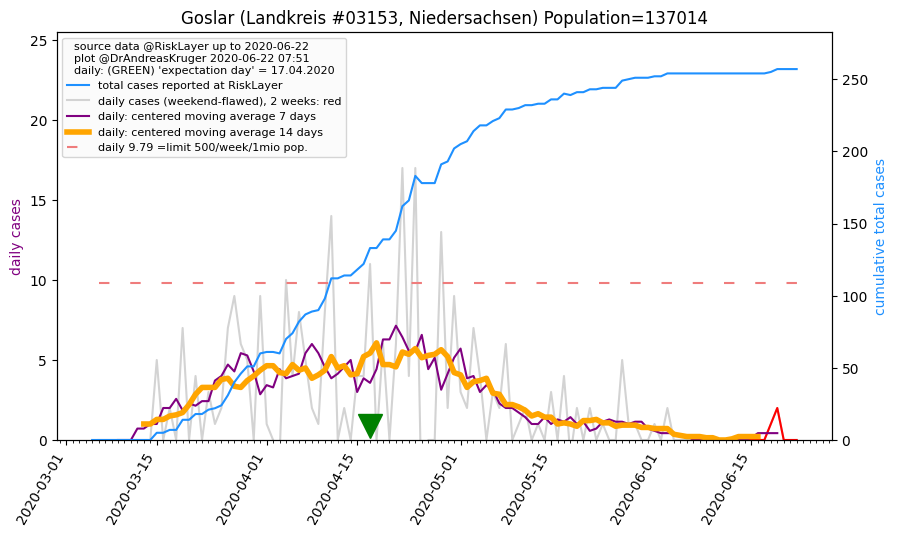 Goslar (Landkreis #03153, Niedersachsen) Population=137014
source data @RiskLayer up to 2020-06-22
plot @DrAndreasKruger 2020-06-22 07:51
daily: (GREEN) 'expectation day' = 17.04.2020
total cases reported at RiskLayer
daily cases (weekend-flawed), 2 weeks: red
daily: centered moving average 7 days
daily: centered moving average 14 days
daily 9.79 =limit 500/week/1mio pop.
daily cases
25
20
15
10
5
0
cumulative total cases
250
200
150
100
50
0
2020-03-01
2020-03-15
2020-04-01
2020-04-15
2020-05-01
2020-05-15
2020-06-01
2020-06-15